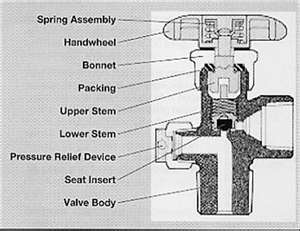 Spring Assembly
Handwheel
Bonnet
Packing
Upper Stem
Lower Stem
Pressure Relief Device
Seat Insert
Valve Body